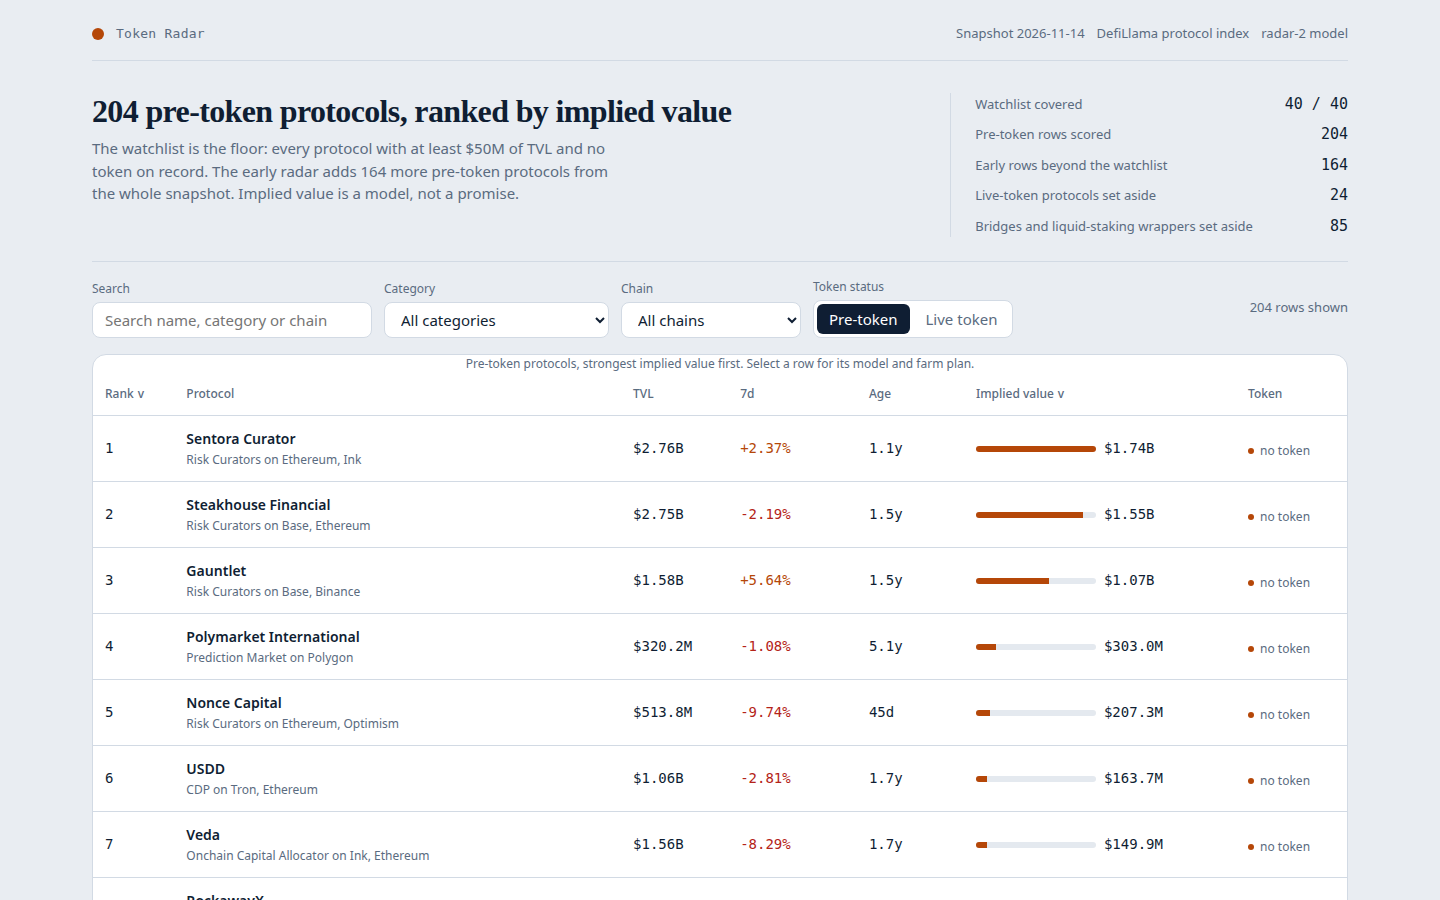 Token Radar
Snapshot 2026-11-14 DefiLlama protocol index radar-2 model
204 pre-token protocols, ranked by implied value
The watchlist is the floor: every protocol with at least $50M of TVL and no
token on record. The early radar adds 164 more pre-token protocols from
the whole snapshot. Implied value is a model, not a promise.
Watchlist covered 40 / 40
Pre-token rows scored 204
Early rows beyond the watchlist 164
Live-token protocols set aside 24
Bridges and liquid-staking wrappers set aside 85
Search Category Chain Token status
Search name, category or chain All categories All chains Pre-token Live token
204 rows shown
Pre-token protocols, strongest implied value first. Select a row for its model and farm plan.
Rank v Protocol TVL 7d Age Implied value v Token
1 Sentora Curator $2.76B +2.37% 1.1y $1.74B no token
Risk Curators on Ethereum, Ink
2 Steakhouse Financial $2.75B -2.19% 1.5y $1.55B no token
Risk Curators on Base, Ethereum
3 Gauntlet $1.58B +5.64% 1.5y $1.07B no token
Risk Curators on Base, Binance
4 Polymarket International $320.2M -1.08% 5.1y $303.0M no token
Prediction Market on Polygon
5 Nonce Capital $513.8M -9.74% 45d $207.3M no token
Risk Curators on Ethereum, Optimism
6 USDD $1.06B -2.81% 1.7y $163.7M no token
CDP on Tron, Ethereum
7 Veda $1.56B -8.29% 1.7y $149.9M no token
Onchain Capital Allocator on Ink, Ethereum
RockawayX